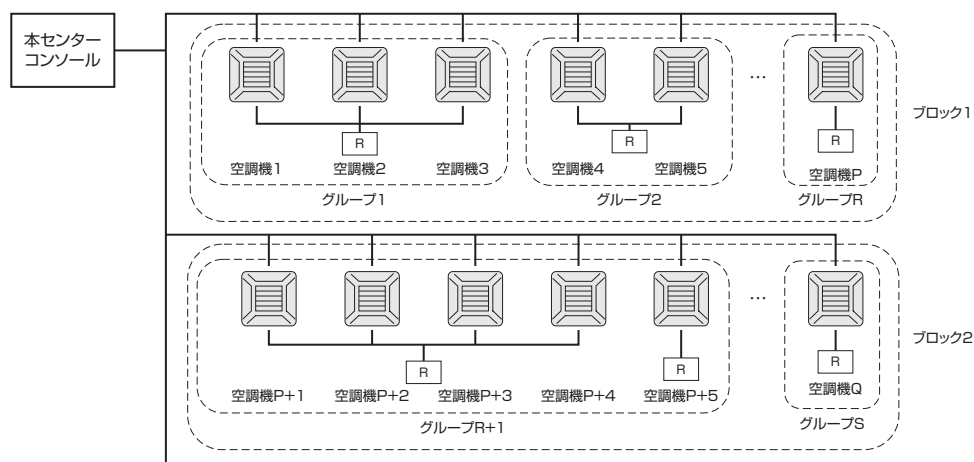 本センター
コンソール
…
R
R
R
空調機1
空調機2
空調機3
空調機4
空調機5
空調機P
グループ1
グループ2
グループR
ブロック1
…
R
R
R
空調機P+1
空調機P+2
空調機P+3
空調機P+4
空調機P+5
空調機Q
グループR+1
グループS
ブロック2